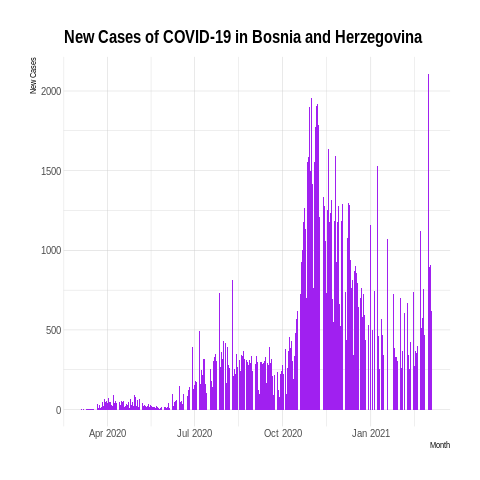 New Cases of COVID-19 in Bosnia and Herzegovina
New Cases
2000
1500
1000
500
0
Apr 2020 Jul 2020 Oct 2020 Jan 2021
Month